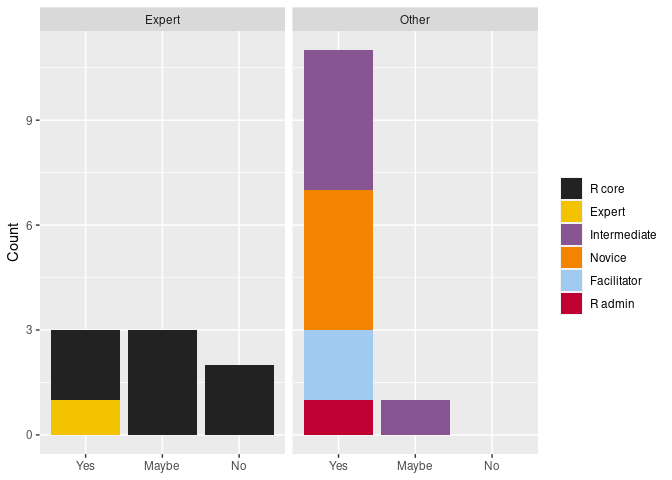 Expert
Other
Count
9
6
3
0
Yes
Maybe
No
Yes
Maybe
No
R core
Expert
Intermediate
Novice
Facilitator
R admin